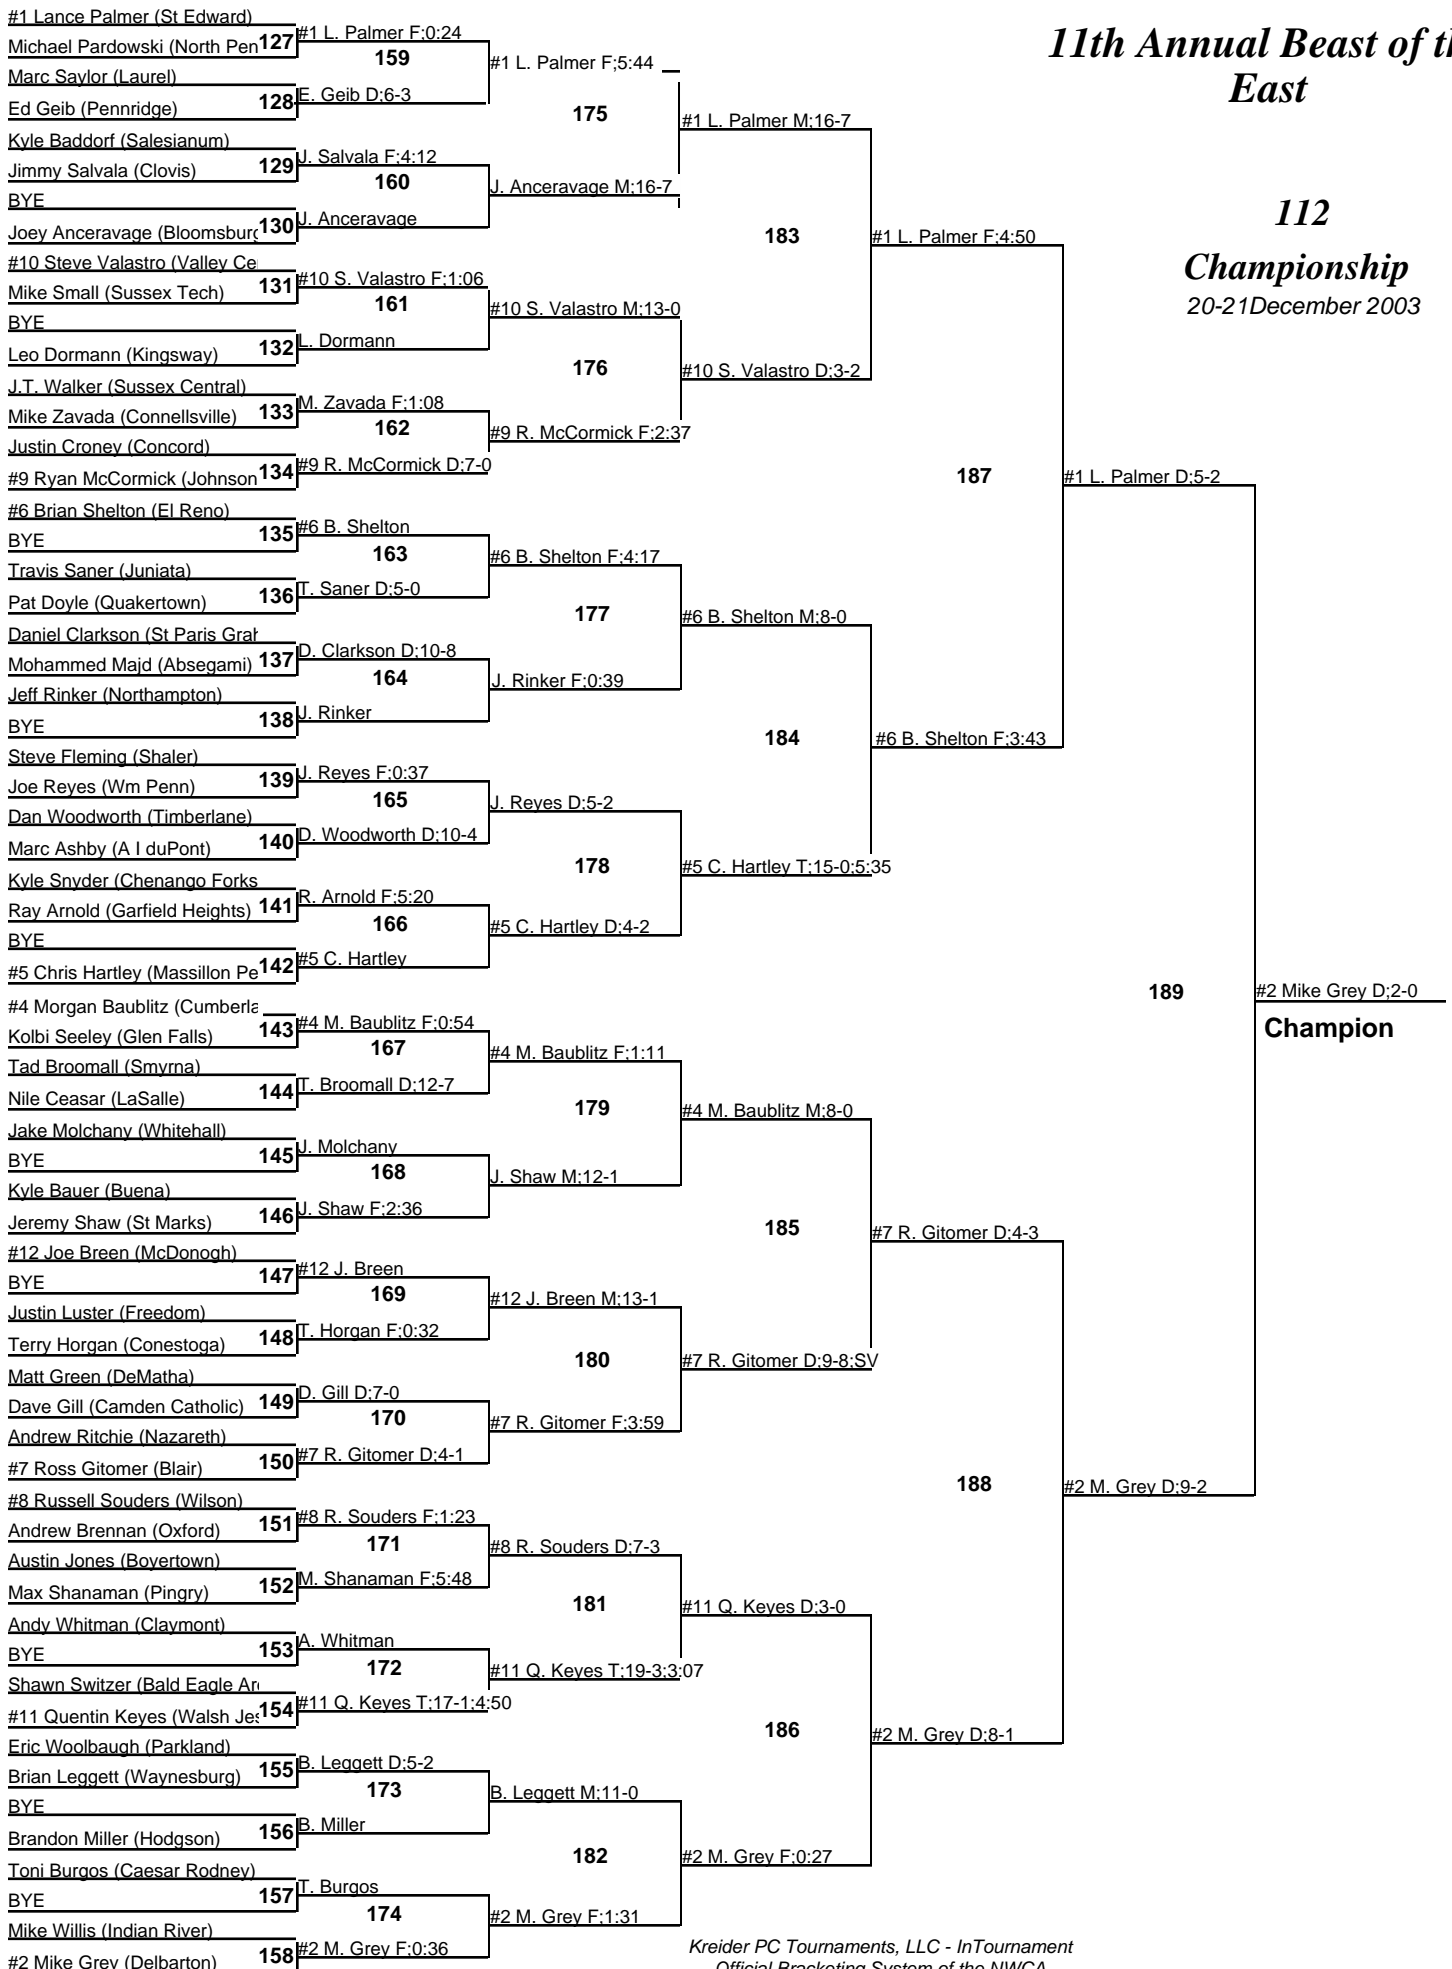 11th Annual Beast of th
East
112
Championship
20-21December 2003
#1 Lance Palmer (St Edward)
Michael Pardowski (North Pen
127
Marc Saylor (Laurel)
Ed Geib (Pennridge)
128
Kyle Baddorf (Salesianum)
Jimmy Salvala (Clovis)
129
BYE
Joey Anceravage (Bloomsburg
130
#10 Steve Valastro (Valley Ce
Mike Small (Sussex Tech)
131
BYE
Leo Dormann (Kingsway)
132
J.T. Walker (Sussex Central)
Mike Zavada (Connellsville)
133
Justin Croney (Concord)
#9 Ryan McCormick (Johnson
134
#6 Brian Shelton (El Reno)
BYE
135
Travis Saner (Juniata)
Pat Doyle (Quakertown)
136
Daniel Clarkson (St Paris Grah
Mohammed Majd (Absegami)
137
Jeff Rinker (Northampton)
BYE
138
Steve Fleming (Shaler)
Joe Reyes (Wm Penn)
139
Dan Woodworth (Timberlane)
Marc Ashby (A I duPont)
140
Kyle Snyder (Chenango Forks
Ray Arnold (Garfield Heights)
141
BYE
#5 Chris Hartley (Massillon Pe
142
#4 Morgan Baublitz (Cumberla
Kolbi Seeley (Glen Falls)
143
Tad Broomall (Smyrna)
Nile Ceasar (LaSalle)
144
Jake Molchany (Whitehall)
BYE
145
Kyle Bauer (Buena)
Jeremy Shaw (St Marks)
146
#12 Joe Breen (McDonogh)
BYE
147
Justin Luster (Freedom)
Terry Horgan (Conestoga)
148
Matt Green (DeMatha)
Dave Gill (Camden Catholic)
149
Andrew Ritchie (Nazareth)
#7 Ross Gitomer (Blair)
150
#8 Russell Souders (Wilson)
Andrew Brennan (Oxford)
151
Austin Jones (Boyertown)
Max Shanaman (Pingry)
152
Andy Whitman (Claymont)
BYE
153
Shawn Switzer (Bald Eagle Are
#11 Quentin Keyes (Walsh Jes
154
Eric Woolbaugh (Parkland)
Brian Leggett (Waynesburg)
155
BYE
Brandon Miller (Hodgson)
156
Toni Burgos (Caesar Rodney)
BYE
157
Mike Willis (Indian River)
#2 Mike Grey (Delbarton)
158
#1 L. Palmer F;0:24
159
E. Geib D;6-3
J. Salvala F;4:12
160
J. Anceravage
#10 S. Valastro F;1:06
161
L. Dormann
M. Zavada F;1:08
162
#9 R. McCormick D;7-0
#6 B. Shelton
163
T. Saner D;5-0
D. Clarkson D;10-8
164
J. Rinker
J. Reyes F;0:37
165
D. Woodworth D;10-4
R. Arnold F;5:20
166
#5 C. Hartley
#4 M. Baublitz F;0:54
167
T. Broomall D;12-7
J. Molchany
168
J. Shaw F;2:36
#12 J. Breen
169
T. Horgan F;0:32
D. Gill D;7-0
170
#7 R. Gitomer D;4-1
#8 R. Souders F;1:23
171
M. Shanaman F;5:48
A. Whitman
172
#11 Q. Keyes T;17-1;4:50
B. Leggett D;5-2
173
B. Miller
T. Burgos
174
#2 M. Grey F;0:36
#1 L. Palmer F;5:44
175
J. Anceravage M;16-7
#10 S. Valastro M;13-0
176
#9 R. McCormick F;2:37
#6 B. Shelton F;4:17
177
J. Rinker F;0:39
J. Reyes D;5-2
178
#5 C. Hartley D;4-2
#4 M. Baublitz F;1:11
179
J. Shaw M;12-1
#12 J. Breen M;13-1
180
#7 R. Gitomer F;3:59
#8 R. Souders D;7-3
181
#11 Q. Keyes T;19-3;3:07
B. Leggett M;11-0
182
#2 M. Grey F;1:31
#1 L. Palmer M;16-7
183
#10 S. Valastro D;3-2
#6 B. Shelton M;8-0
184
#5 C. Hartley T;15-0;5:35
#4 M. Baublitz M;8-0
185
#7 R. Gitomer D;9-8;SV
#11 Q. Keyes D;3-0
186
#2 M. Grey F;0:27
#1 L. Palmer F;4:50
187
#6 B. Shelton F;3:43
#7 R. Gitomer D;4-3
188
#2 M. Grey D;8-1
#1 L. Palmer D;5-2
189
#2 M. Grey D;9-2
#2 Mike Grey D;2-0
Champion
Kreider PC Tournaments, LLC - InTournament
Official Bracketing System of the NWCA